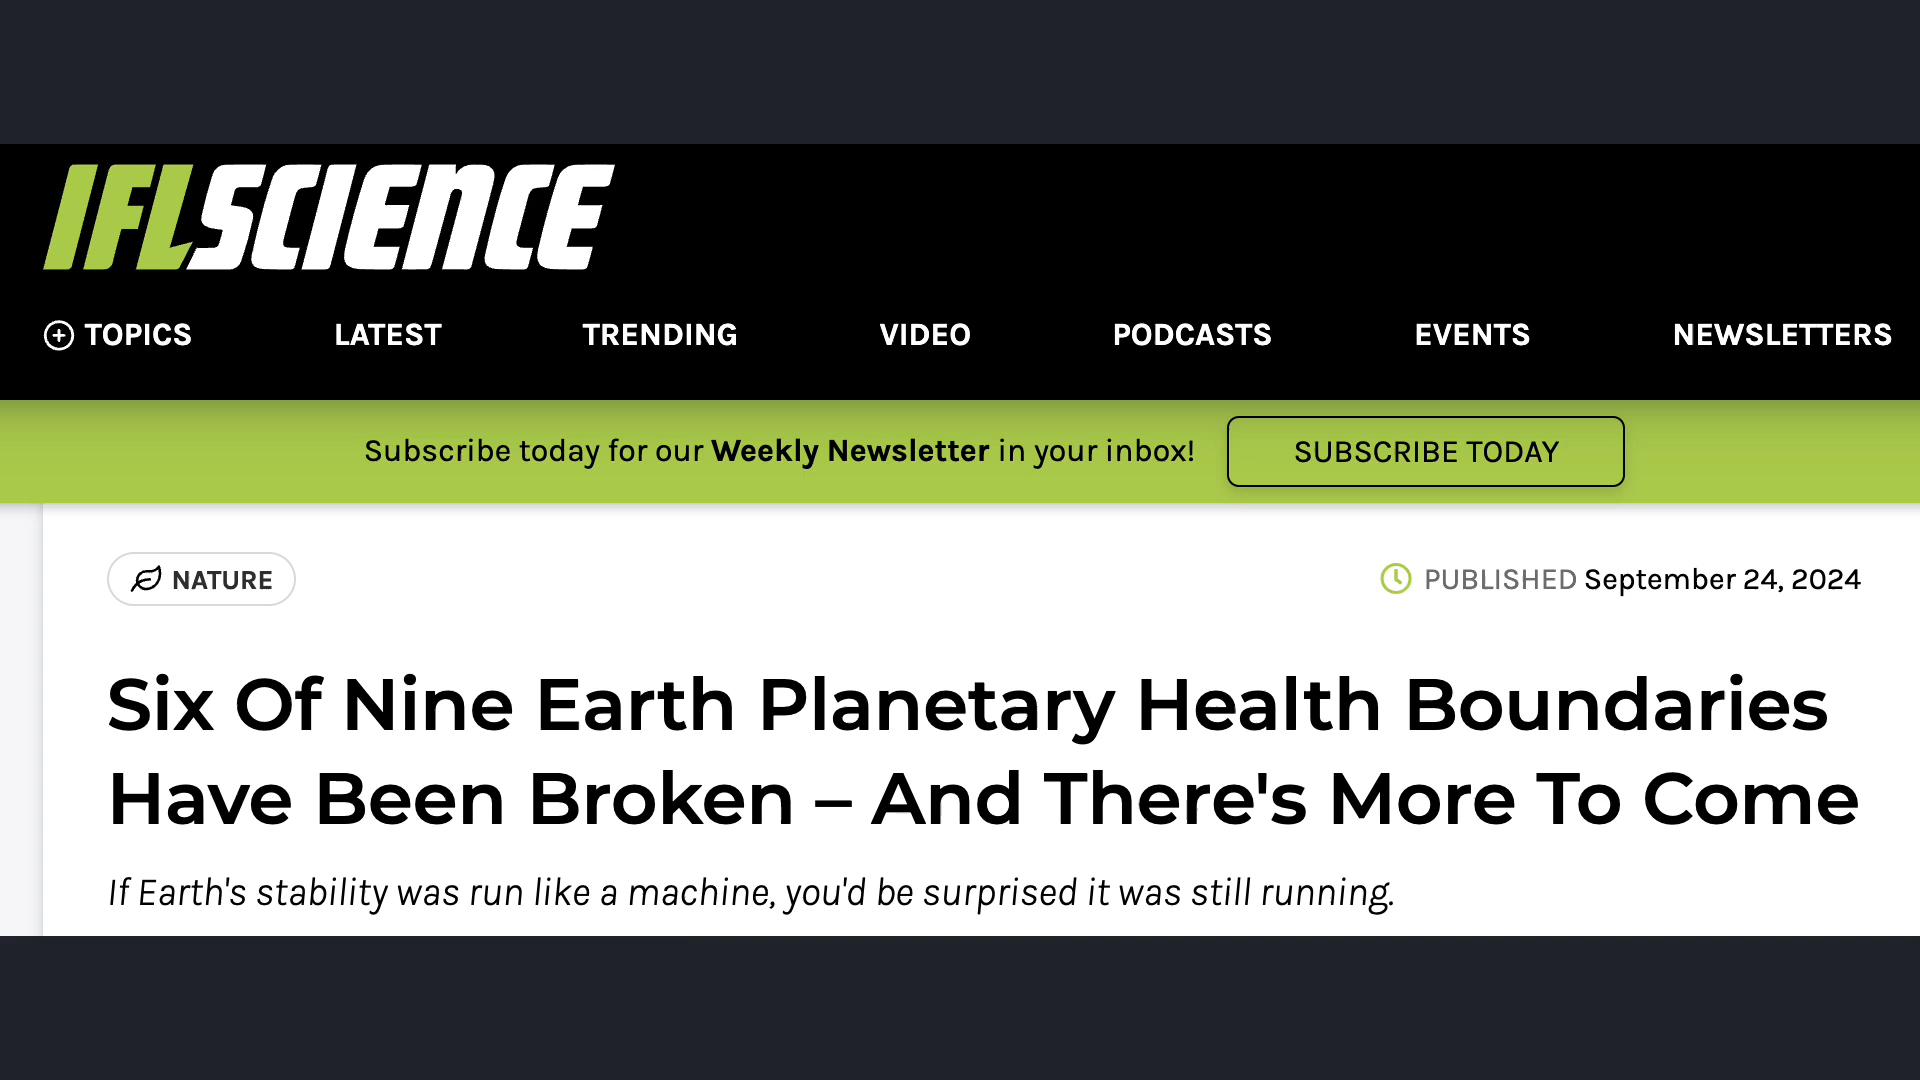 IFLSCIENCE
TOPICS LATEST TRENDING VIDEO PODCASTS EVENTS NEWSLETTERS
Subscribe today for our Weekly Newsletter in your inbox! SUBSCRIBE TODAY
NATURE PUBLISHED September 24, 2024
Six Of Nine Earth Planetary Health Boundaries
Have Been Broken – And There's More To Come
If Earth's stability was run like a machine, you'd be surprised it was still running.